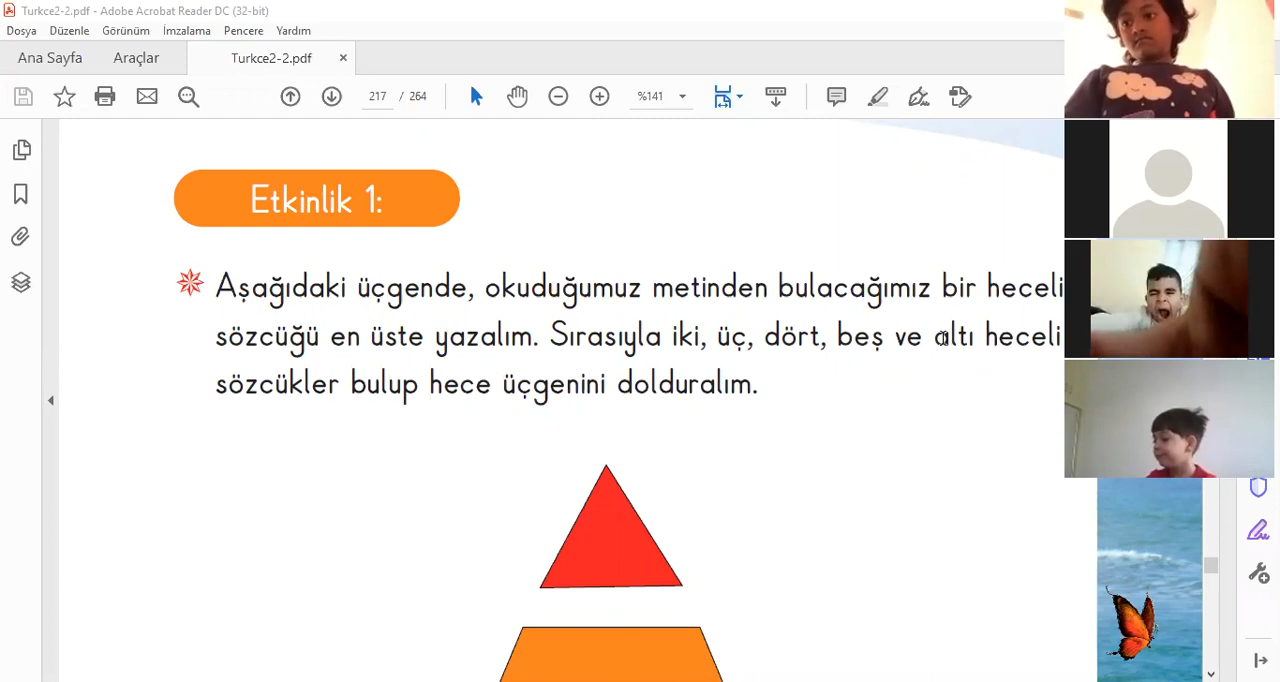 Turkce2-2.pdf - Adobe Acrobat Reader DC (32-bit)
Dosya Düzenle Görünüm İmzalama Pencere Yardım
Ana Sayfa Araçlar Turkce2-2.pdf ×
217 / 264 %141
Etkinlik 1:
Aşağıdaki üçgende, okuduğumuz metinden bulacağımız bir heceli
sözcüğü en üste yazalım. Sırasıyla iki, üç, dört, beş ve altı heceli
sözcükler bulup hece üçgenini dolduralım.